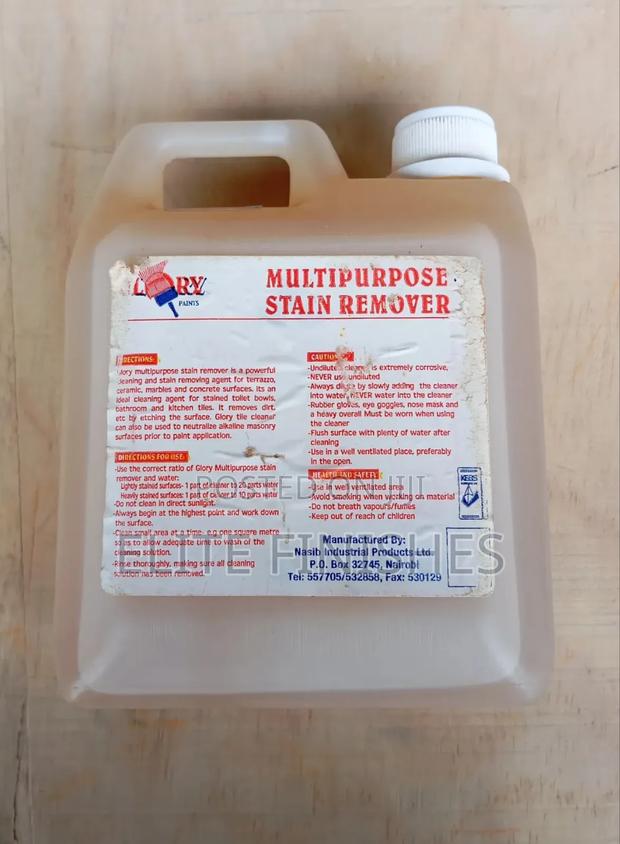 GLORY
PAINTS
MULTIPURPOSE
STAIN REMOVER
DIRECTIONS:
Glory multipurpose stain remover is a powerful
cleaning and stain removing agent for terrazzo,
ceramic, marbles and concrete surfaces. Its an
ideal cleaning agent for stained toilet bowls,
bathroom and kitchen tiles. It removes dirt,
etc by etching the surface. Glory tile cleaner
can also be used to neutralize alkaline masonry
surfaces prior to paint application.
DIRECTIONS FOR USE:
-Use the correct ratio of Glory Multipurpose stain
remover and water:
Lightly stained surfaces- 1 part of cleaner to 20 parts water
Heavily stained surfaces: 1 part of cleaner to 10 parts water
-Do not clean in direct sunlight.
-Always begin at the highest point and work down
the surface.
-Clean small area at a time- e.g one square metre
so as to allow adequate time to wash of the
cleaning solution.
-Rinse thoroughly, making sure all cleaning
solution has been removed.
CAUTION:
-Undiluted cleaner is extremely corrosive,
-NEVER use undiluted
-Always dilute by slowly adding the cleaner
into water, NEVER water into the cleaner
-Rubber gloves, eye goggles, nose mask and
a heavy overall Must be worn when using
the cleaner
-Flush surface with plenty of water after
cleaning
-Use in a well ventilated place, preferably
in the open.
HEALTH AND SAFETY
-Use in well ventilated area
-Avoid smoking when working on material
-Do not breath vapours/fumes
-Keep out of reach of children
KEBS
Manufactured By:
Nasib Industrial Products Ltd.
P.O. Box 32745, Nairobi
Tel: 557705/532858, Fax: 530129
POSTED ON JIJI
ELITE FINISHES